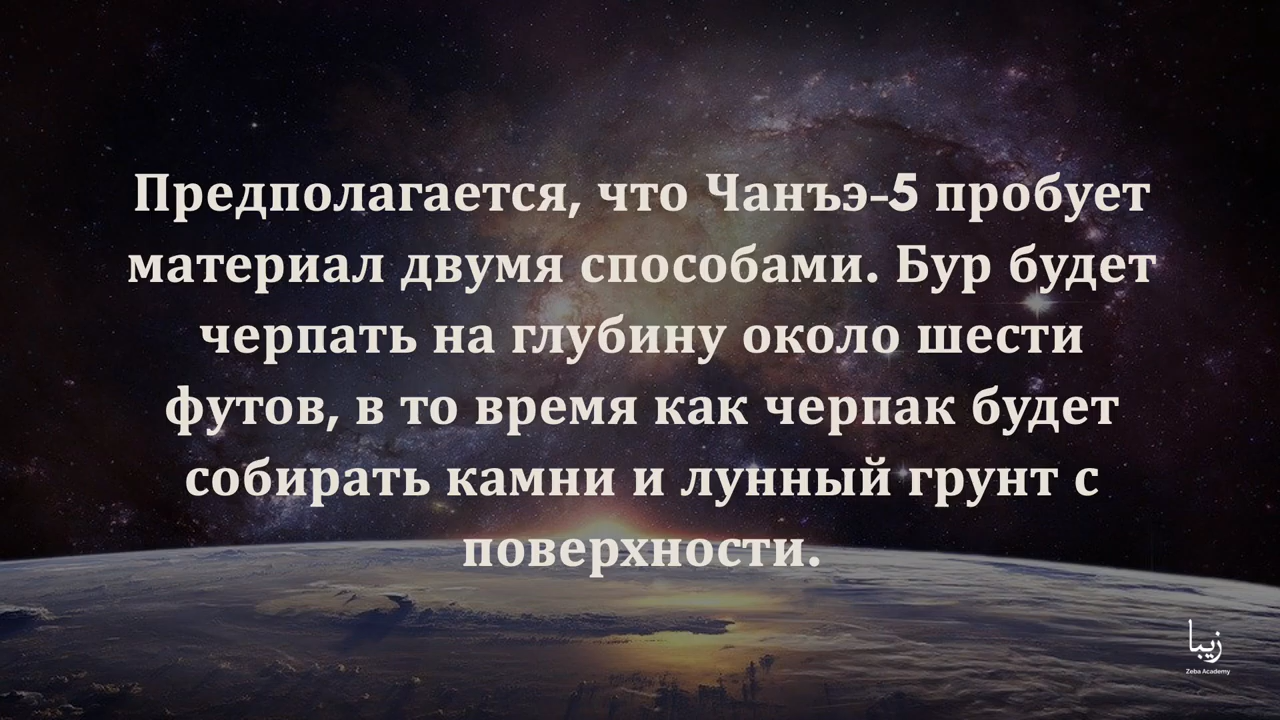 Предполагается, что Чанъэ-5 пробует
материал двумя способами. Бур будет
черпать на глубину около шести
футов, в то время как черпак будет
собирать камни и лунный грунт с
поверхности.
زيبا
Zeba Academy